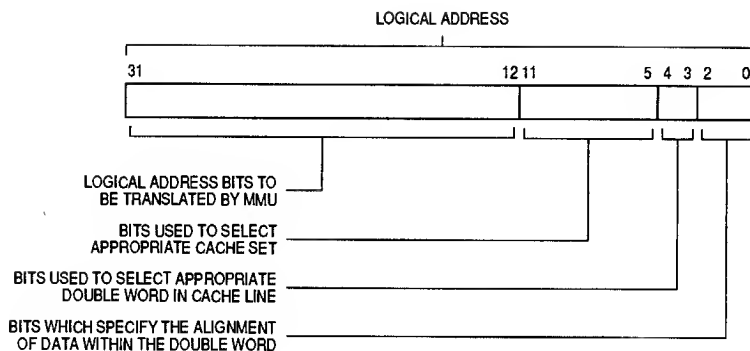 LOGICAL ADDRESS
31 12 11 5 4 3 2 0
LOGICAL ADDRESS BITS TO
BE TRANSLATED BY MMU
BITS USED TO SELECT
APPROPRIATE CACHE SET
BITS USED TO SELECT APPROPRIATE
DOUBLE WORD IN CACHE LINE
BITS WHICH SPECIFY THE ALIGNMENT
OF DATA WITHIN THE DOUBLE WORD